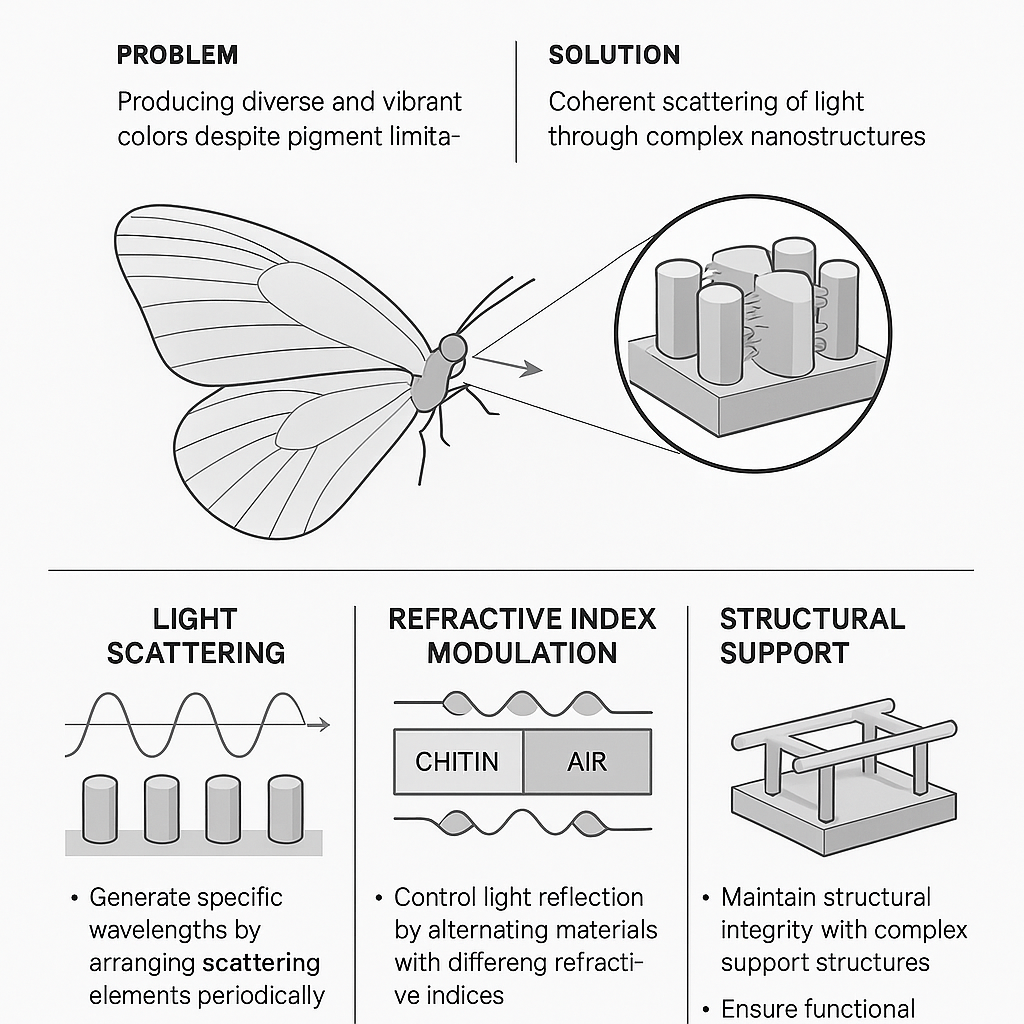 PROBLEM
Producing diverse and vibrant
colors despite pigment limita-
SOLUTION
Coherent scattering of light
through complex nanostructures
LIGHT
SCATTERING
• Generate specific
wavelengths by
arranging scattering
elements periodically
REFRACTIVE INDEX
MODULATION
CHITIN
AIR
• Control light reflection
by alternating materials
with differeng refracti-
ve indices
STRUCTURAL
SUPPORT
• Maintain structural
integrity with complex
support structures
• Ensure functional